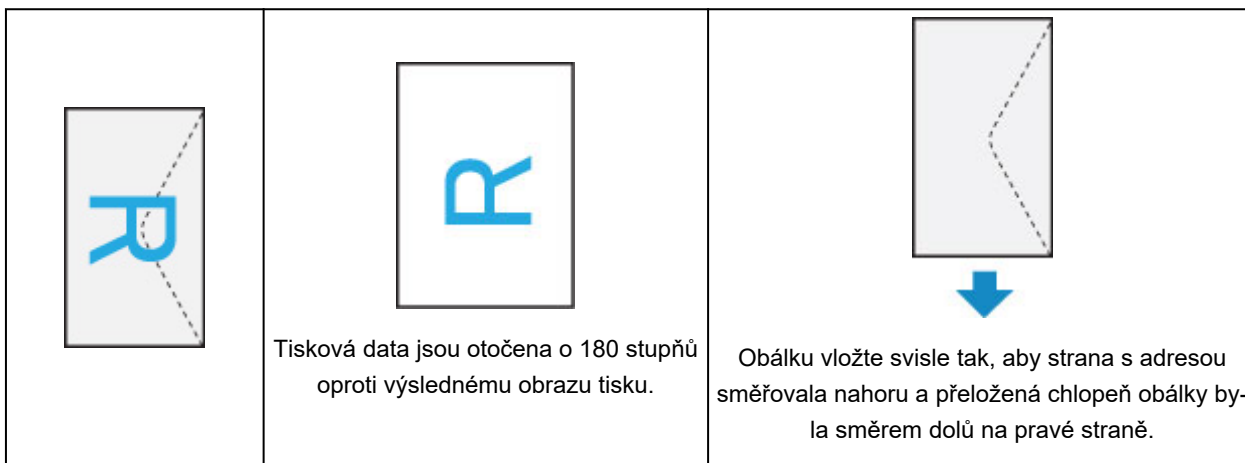 R
R
Tisková data jsou otočena o 180 stupňů
oproti výslednému obrazu tisku.
Obálku vložte svisle tak, aby strana s adresou
směřovala nahoru a přeložená chlopeň obálky by-
la směrem dolů na pravé straně.